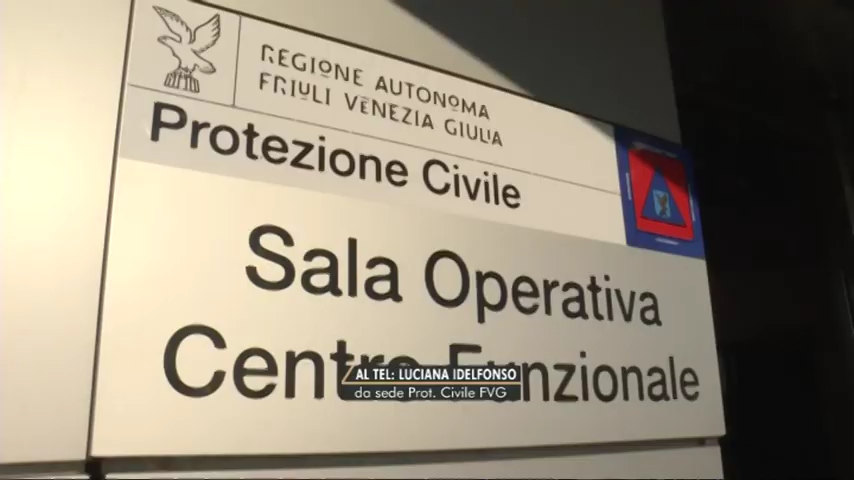 REGIONE AUTONOMA
FRIULI VENEZIA GIULIA
Protezione Civile
Sala Operativa
Centro Funzionale
AL TEL: LUCIANA IDELFONSO
da sede Prot. Civile FVG